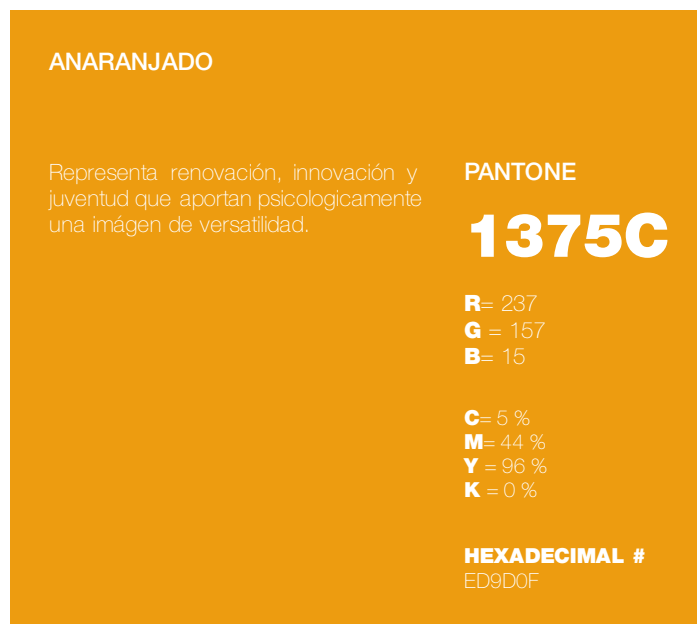 ANARANJADO
Representa renovación, innovación y
juventud que aportan psicologicamente
una imágen de versatilidad.
PANTONE
1375C
R= 237
G = 157
B= 15
C= 5 %
M= 44 %
Y = 96 %
K = 0 %
HEXADECIMAL #
ED9D0F